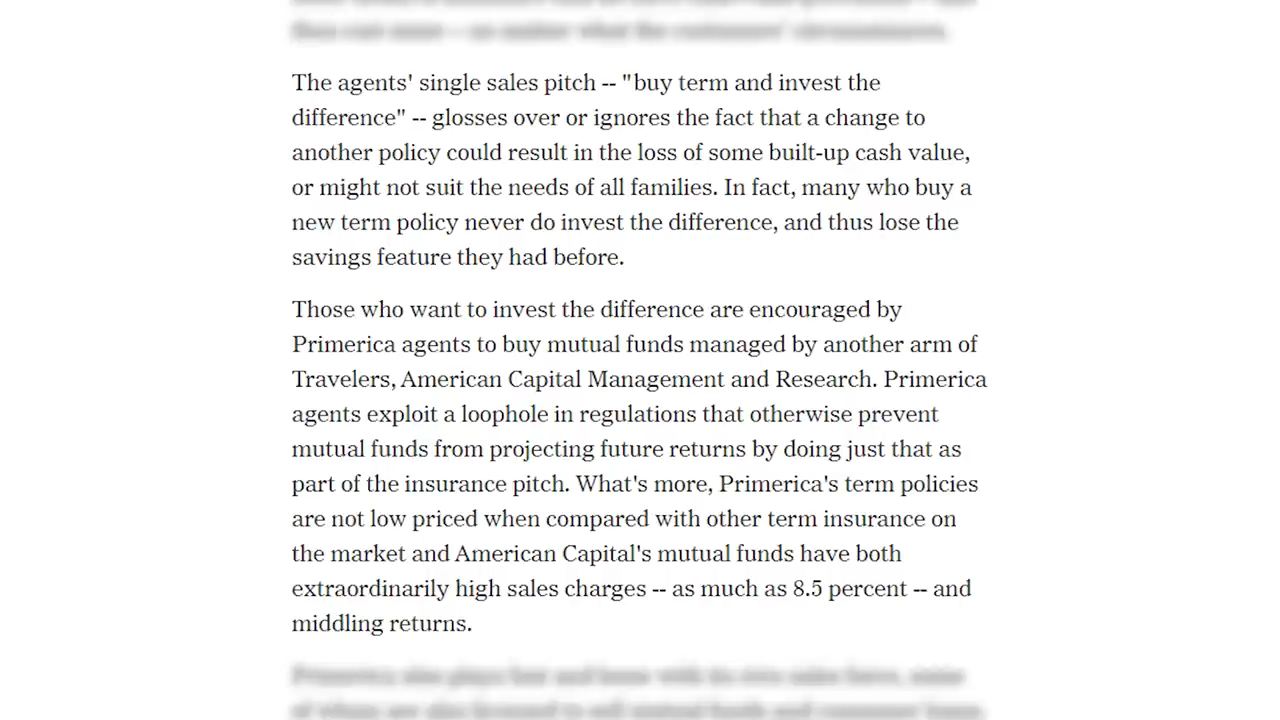 The agents' single sales pitch -- "buy term and invest the
difference" -- glosses over or ignores the fact that a change to
another policy could result in the loss of some built-up cash value,
or might not suit the needs of all families. In fact, many who buy a
new term policy never do invest the difference, and thus lose the
savings feature they had before.
Those who want to invest the difference are encouraged by
Primerica agents to buy mutual funds managed by another arm of
Travelers, American Capital Management and Research. Primerica
agents exploit a loophole in regulations that otherwise prevent
mutual funds from projecting future returns by doing just that as
part of the insurance pitch. What's more, Primerica's term policies
are not low priced when compared with other term insurance on
the market and American Capital's mutual funds have both
extraordinarily high sales charges -- as much as 8.5 percent -- and
middling returns.